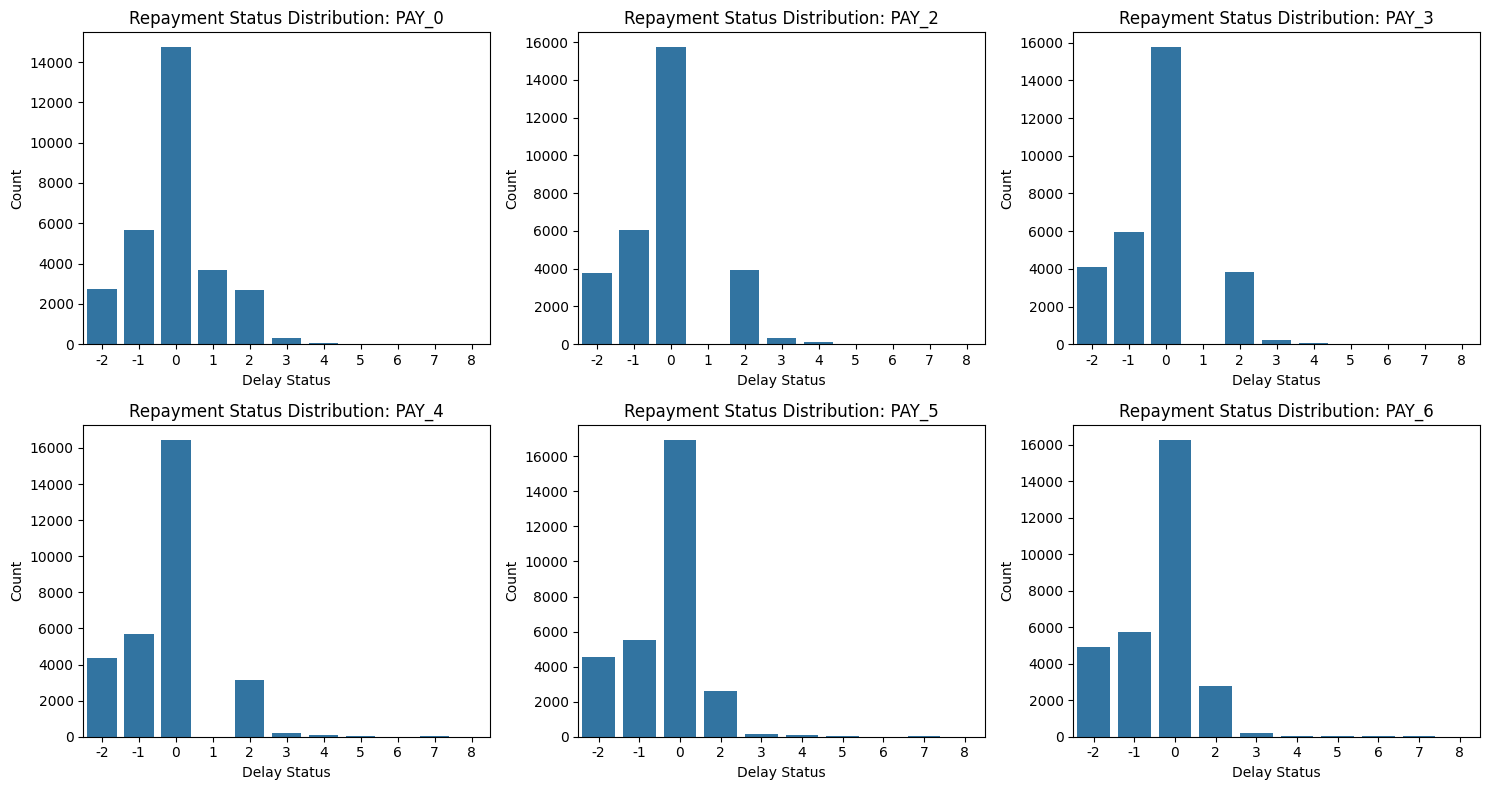 Repayment Status Distribution: PAY_0
Count
14000
12000
10000
8000
6000
4000
2000
0
-2 -1 0 1 2 3 4 5 6 7 8
Delay Status
Repayment Status Distribution: PAY_2
Count
16000
14000
12000
10000
8000
6000
4000
2000
0
-2 -1 0 1 2 3 4 5 6 7 8
Delay Status
Repayment Status Distribution: PAY_3
Count
16000
14000
12000
10000
8000
6000
4000
2000
0
-2 -1 0 1 2 3 4 5 6 7 8
Delay Status
Repayment Status Distribution: PAY_4
Count
16000
14000
12000
10000
8000
6000
4000
2000
0
-2 -1 0 1 2 3 4 5 6 7 8
Delay Status
Repayment Status Distribution: PAY_5
Count
16000
14000
12000
10000
8000
6000
4000
2000
0
-2 -1 0 2 3 4 5 6 7 8
Delay Status
Repayment Status Distribution: PAY_6
Count
16000
14000
12000
10000
8000
6000
4000
2000
0
-2 -1 0 2 3 4 5 6 7 8
Delay Status